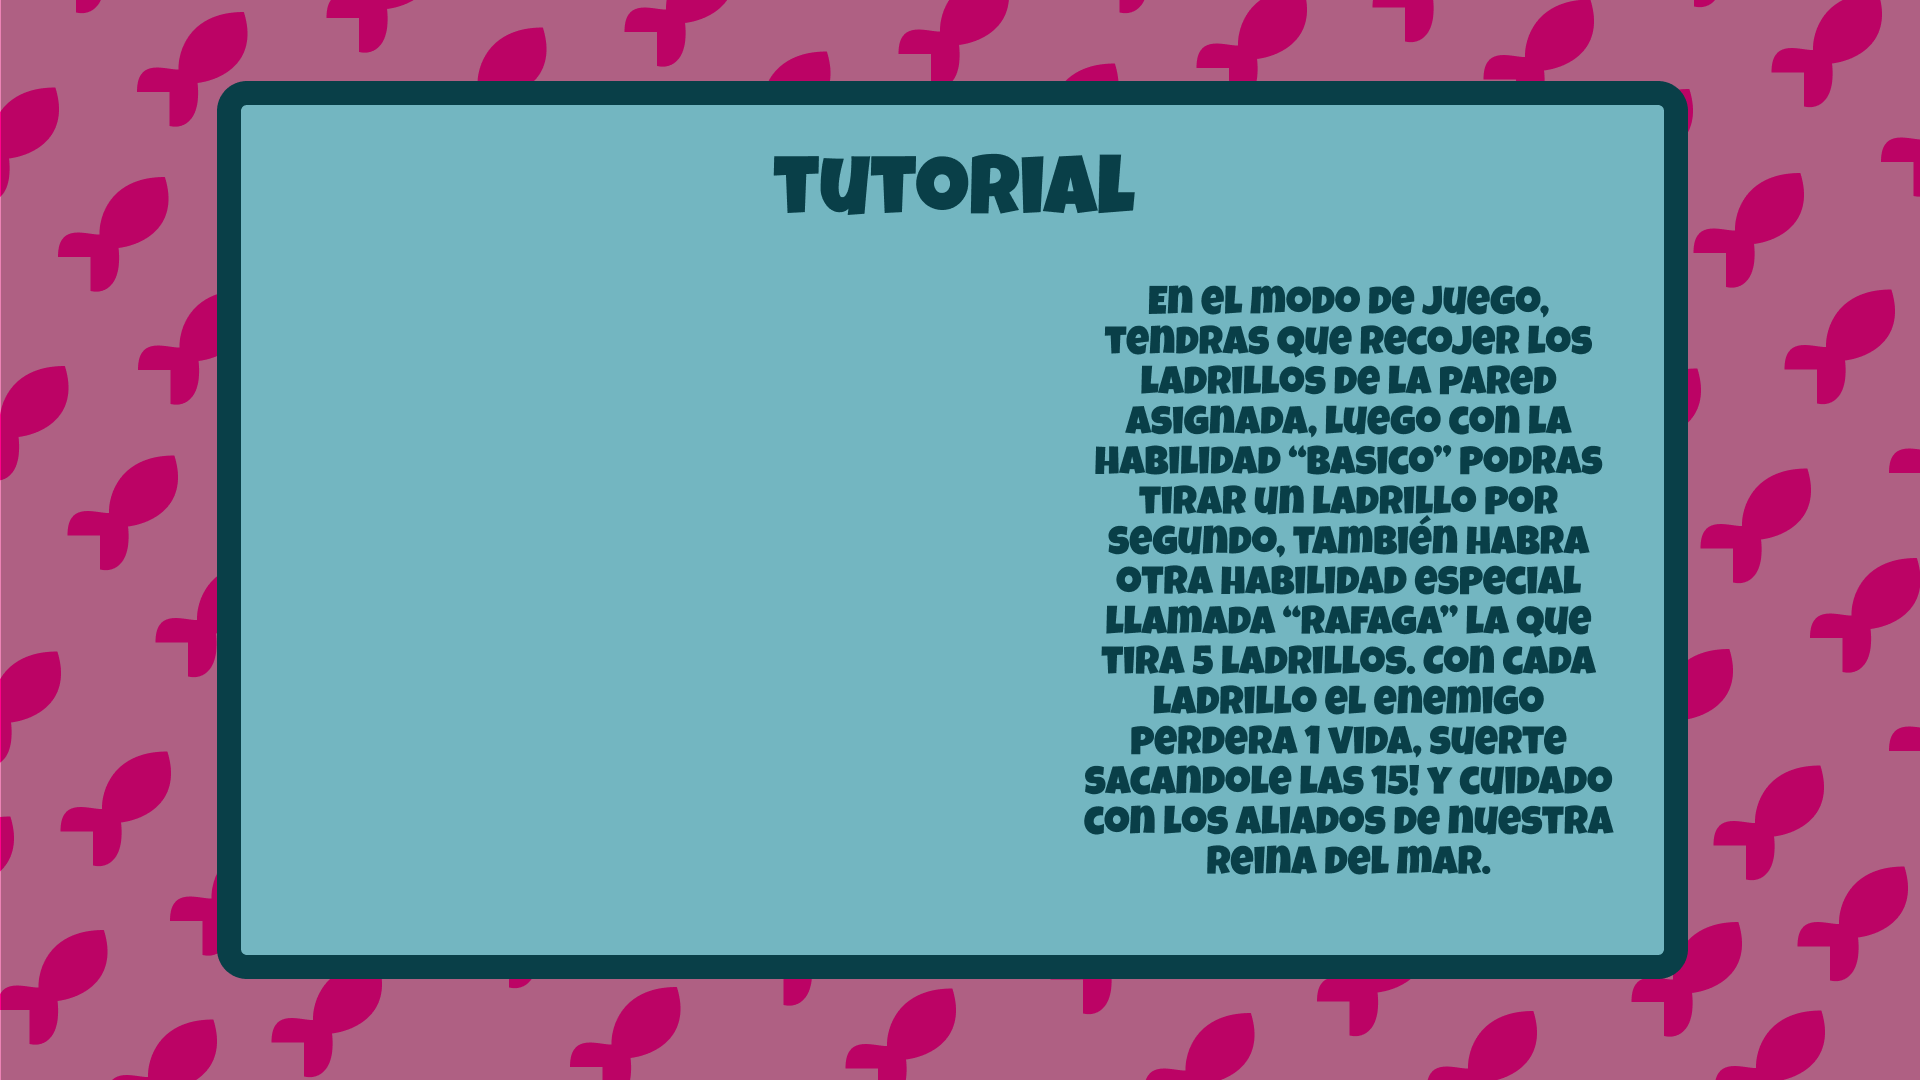 TUTORIAL
En el modo de juego,
tendras que recojer los
ladrillos de la pared
asignada, luego con la
habilidad “BASICO” podras
tirar un ladrillo por
segundo, también habra
otra habilidad especial
llamada “RAFAGA” la que
tira 5 ladrillos. Con cada
ladrillo el enemigo
perdera 1 vida, suerte
sacandole las 15! Y cuidado
con los aliados de nuestra
reina del mar.